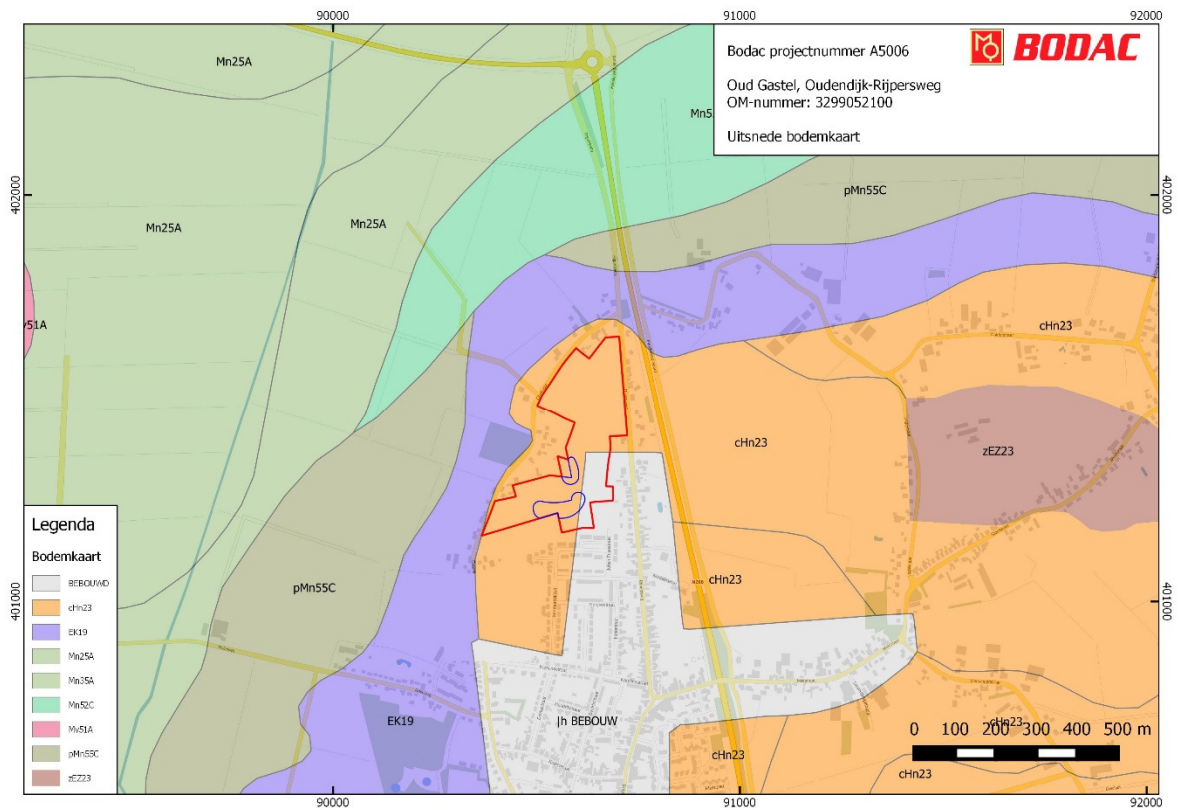 90000
91000
92000
Bodac projectnummer A5006
BODAC
Oud Gastel, Oudendijk-Rijpersweg
OM-nummer: 3299052100
Uitsnede bodemkaart
Mn25A
Mn5
402000
402000
pMn55C
Mn25A
Mn25A
51A
cHn23
cHn23
zEZ23
Legenda
Bodemkaart
BEBOUWD
cHn23
EK19
Mn25A
Mn35A
Mn52C
Mv51A
pMn55C
zEZ23
pMn55C
cHn23
401000
401000
EK19
|h BEBOUW
cHn23
cHn23
cHn23
0 100 200 300 400 500 m
90000
91000
92000